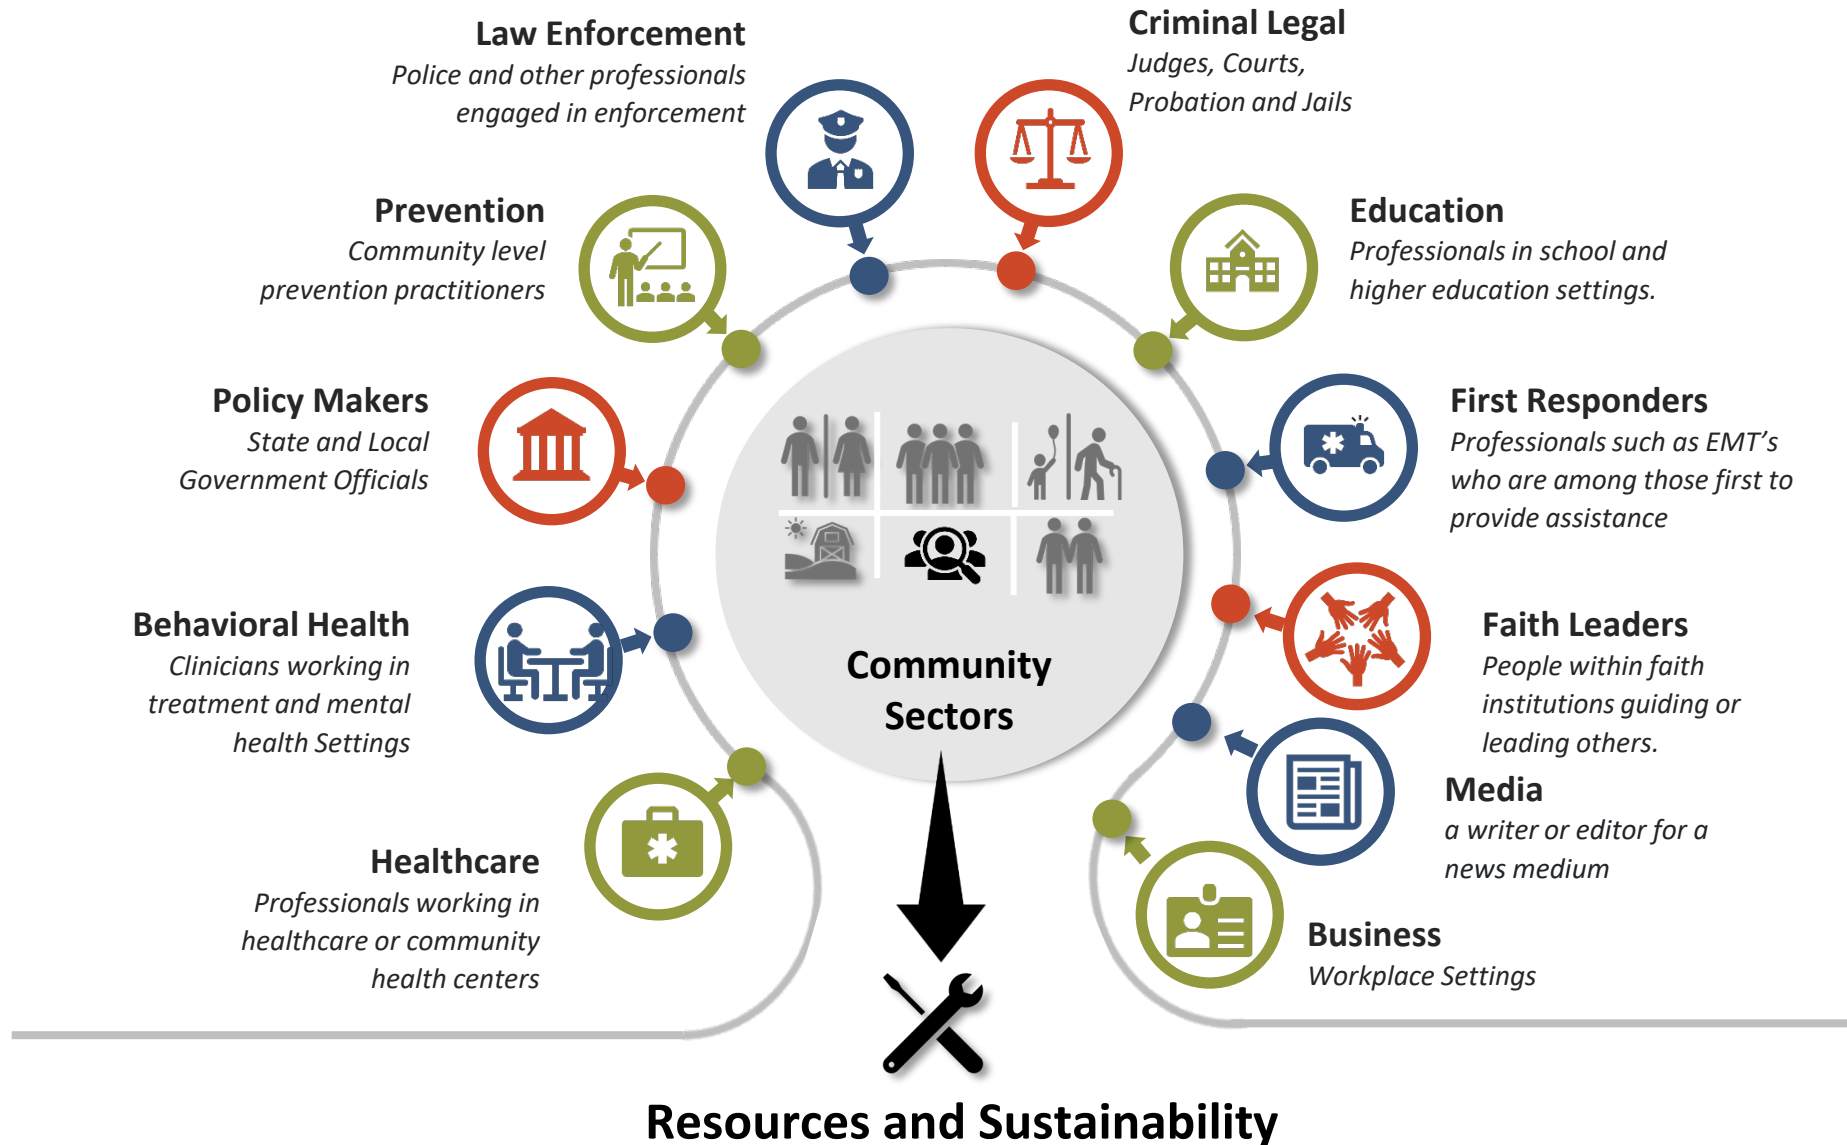 Law Enforcement
Police and other professionals
engaged in enforcement
Criminal Legal
Judges, Courts,
Probation and Jails
Prevention
Community level
prevention practitioners
Education
Professionals in school and
higher education settings.
Policy Makers
State and Local
Government Officials
First Responders
Professionals such as EMT’s
who are among those first to
provide assistance
Behavioral Health
Clinicians working in
treatment and mental
health Settings
Faith Leaders
People within faith
institutions guiding or
leading others.
Community
Sectors
Media
a writer or editor for a
news medium
Healthcare
Professionals working in
healthcare or community
health centers
Business
Workplace Settings
Resources and Sustainability